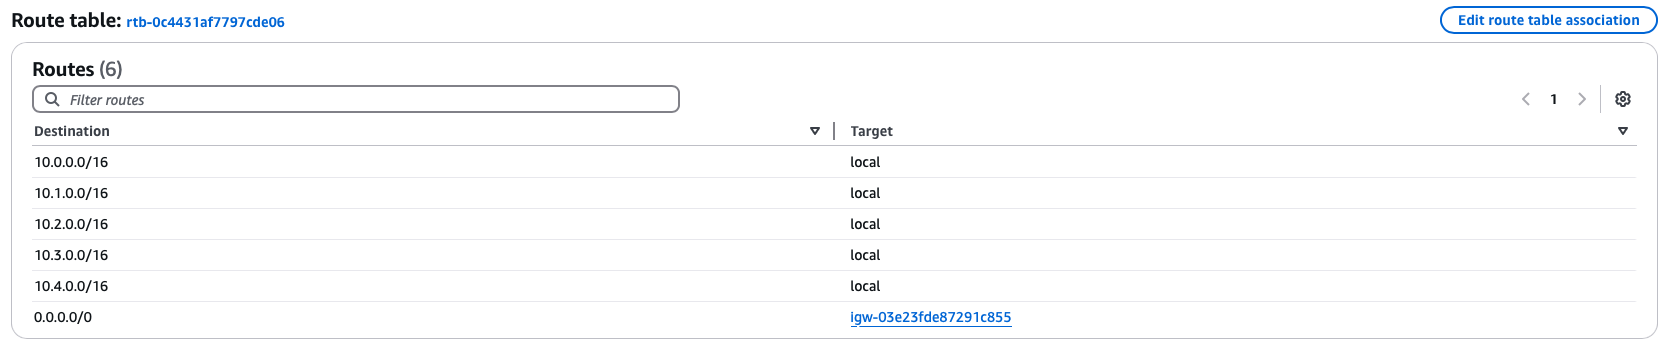 Route table: rtb-0c4431af7797cde06
Edit route table association
Routes (6)
Filter routes
1
Destination Target
10.0.0.0/16 local
10.1.0.0/16 local
10.2.0.0/16 local
10.3.0.0/16 local
10.4.0.0/16 local
0.0.0.0/0 igw-03e23fde87291c855